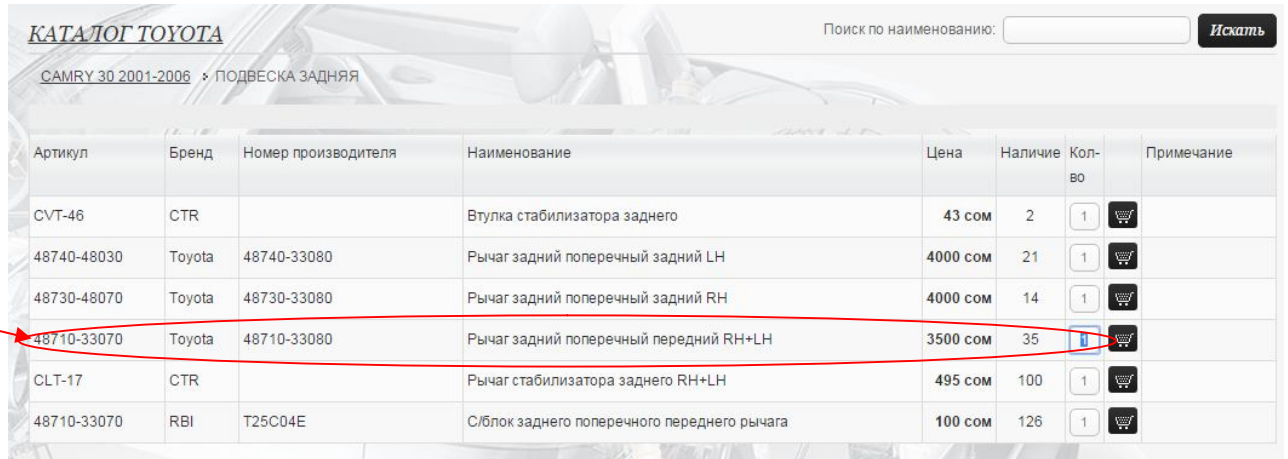 КАТАЛОГ TOYOTA
Поиск по наименованию:
Искать
CAMRY 30 2001-2006 ПОДВЕСКА ЗАДНЯЯ
Артикул Бренд Номер производителя Наименование Цена Наличие Кол-во Примечание
CVT-46 CTR Втулка стабилизатора заднего 43 сом 2 1
48740-48030 Toyota 48740-33080 Рычаг задний поперечный задний LH 4000 сом 21 1
48730-48070 Toyota 48730-33080 Рычаг задний поперечный задний RH 4000 сом 14 1
48710-33070 Toyota 48710-33080 Рычаг задний поперечный передний RH+LH 3500 сом 35 1
CLT-17 CTR Рычаг стабилизатора заднего RH+LH 495 сом 100 1
48710-33070 RBI T25C04E С/блок заднего поперечного переднего рычага 100 сом 126 1